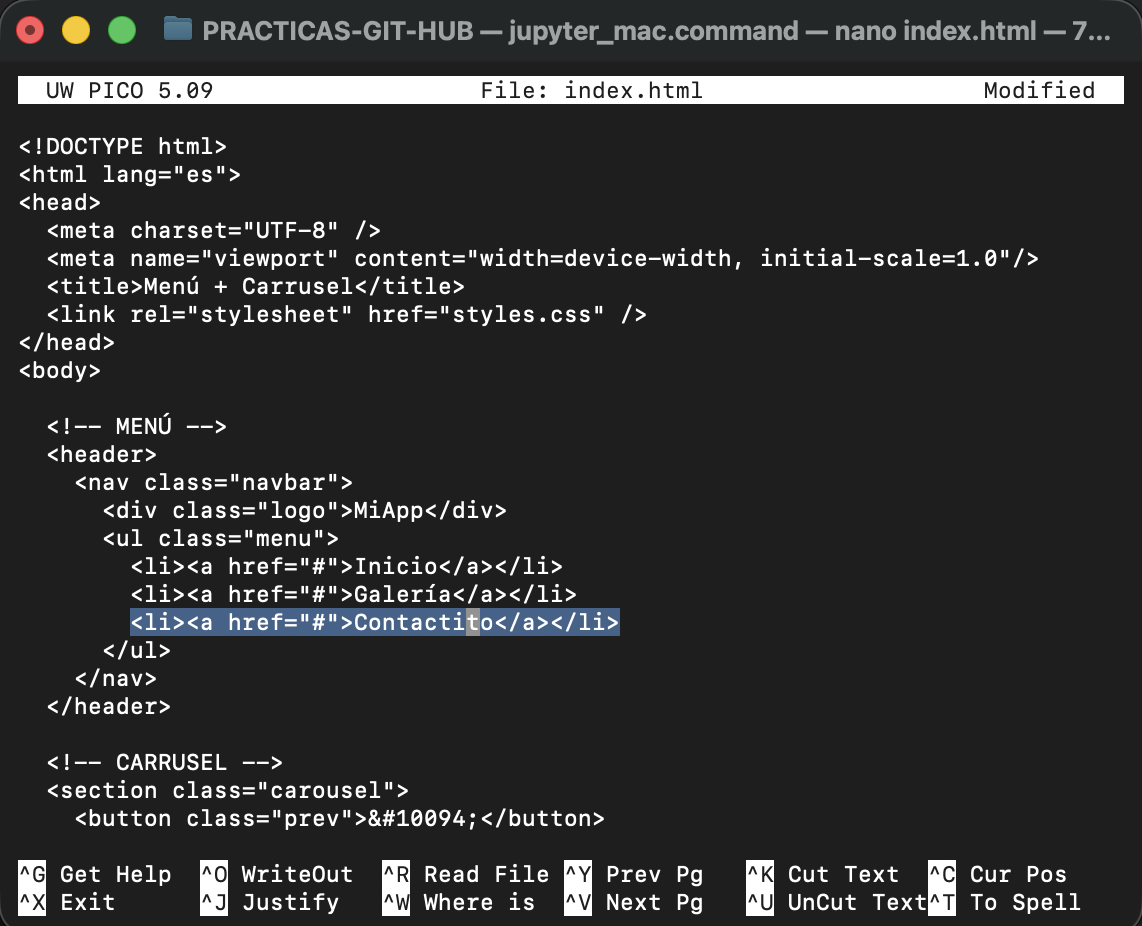 PRACTICAS-GIT-HUB — jupyter_mac.command — nano index.html — 7...
UW PICO 5.09 File: index.html Modified
<!DOCTYPE html>
<html lang="es">
<head>
  <meta charset="UTF-8" />
  <meta name="viewport" content="width=device-width, initial-scale=1.0"/>
  <title>Menú + Carrusel</title>
  <link rel="stylesheet" href="styles.css" />
</head>
<body>
  <!-- MENÚ -->
  <header>
    <nav class="navbar">
      <div class="logo">MiApp</div>
      <ul class="menu">
        <li><a href="#">Inicio</a></li>
        <li><a href="#">Galería</a></li>
        <li><a href="#">Contactito</a></li>
      </ul>
    </nav>
  </header>
  <!-- CARRUSEL -->
  <section class="carousel">
    <button class="prev">&#10094;</button>
^G Get Help ^O WriteOut ^R Read File ^Y Prev Pg ^K Cut Text ^C Cur Pos
^X Exit ^J Justify ^W Where is ^V Next Pg ^U UnCut Text ^T To Spell